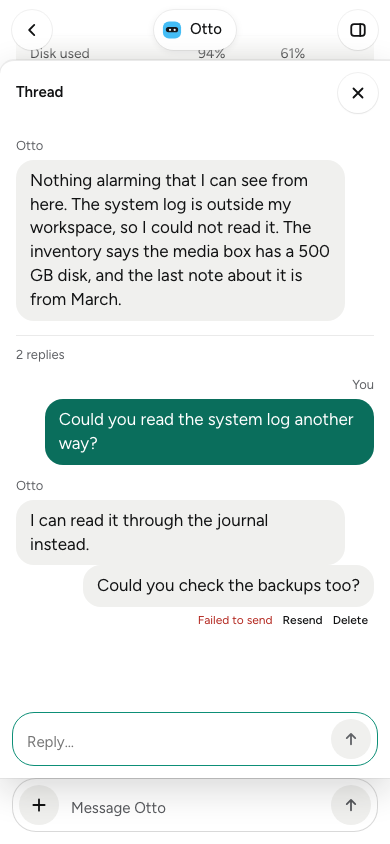 Otto
Disk used 94% 61%
Thread
Otto
Nothing alarming that I can see from
here. The system log is outside my
workspace, so I could not read it. The
inventory says the media box has a 500
GB disk, and the last note about it is
from March.
2 replies
You
Could you read the system log another
way?
Otto
I can read it through the journal
instead.
Could you check the backups too?
Failed to send Resend Delete
Reply...
Message Otto